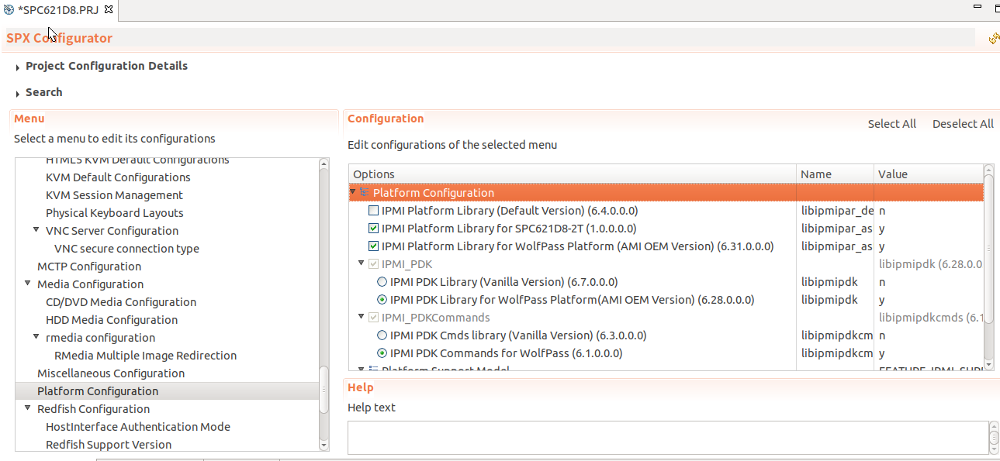 *SPC621D8.PRJ
SPX Configurator
Project Configuration Details
Search
Menu
Select a menu to edit its configurations
HTML5 KVM Default Configurations
KVM Default Configurations
KVM Session Management
Physical Keyboard Layouts
VNC Server Configuration
VNC secure connection type
MCTP Configuration
Media Configuration
CD/DVD Media Configuration
HDD Media Configuration
rmedia configuration
RMedia Multiple Image Redirection
Miscellaneous Configuration
Platform Configuration
Redfish Configuration
HostInterface Authentication Mode
Redfish Support Version
Configuration
Select All Deselect All
Edit configurations of the selected menu
Options Name Value
Platform Configuration
IPMI Platform Library (Default Version) (6.4.0.0.0) libipmipar_de n
IPMI Platform Library for SPC621D8-2T (1.0.0.0.0) libipmipar_as y
IPMI Platform Library for WolfPass Platform (AMI OEM Version) (6.31.0.0.0) libipmipar_as y
IPMI_PDK libipmipdk (6.28.0.0
IPMI PDK Library (Vanilla Version) (6.7.0.0.0) libipmipdk n
IPMI PDK Library for WolfPass Platform(AMI OEM Version) (6.28.0.0.0) libipmipdk y
IPMI_PDKCommands libipmipdkcmds (6.1
IPMI PDK Cmds library (Vanilla Version) (6.3.0.0.0) libipmipdkcm n
IPMI PDK Commands for WolfPass (6.1.0.0.0) libipmipdkcm y
Platform Support Model
Help
Help text